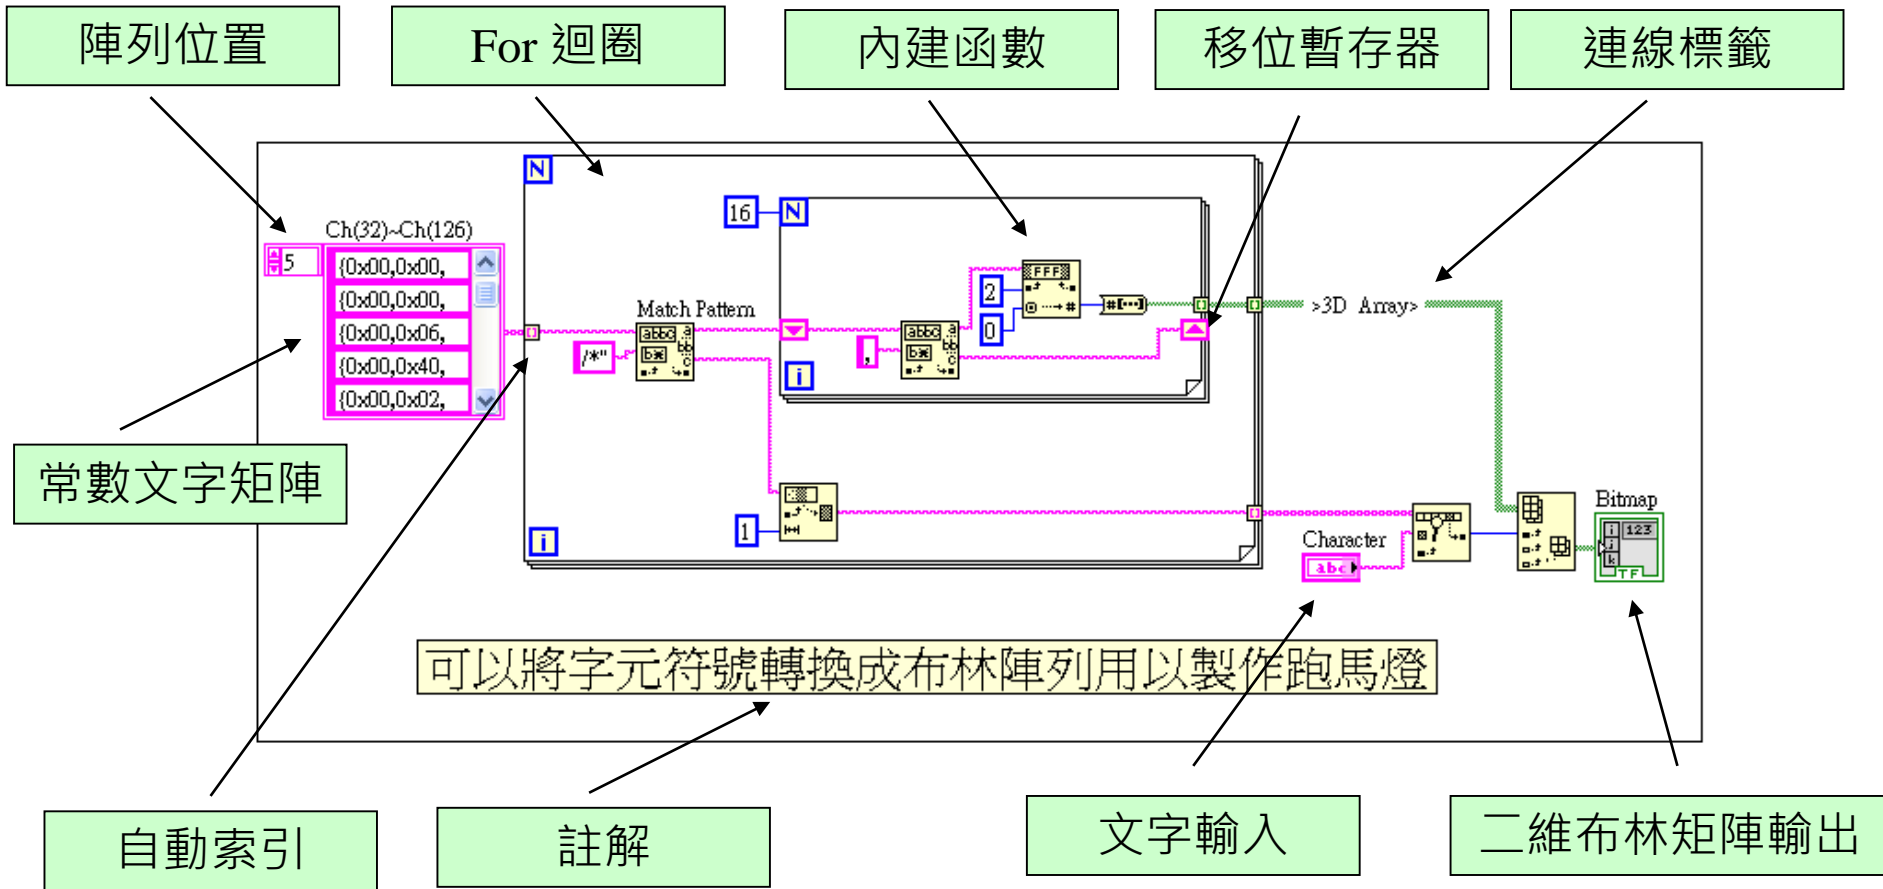 陣列位置
For 迴圈
內建函數
移位暫存器
連線標籤
N
16
N
Ch(32)~Ch(126)
5
{0x00,0x00,
{0x00,0x00,
{0x00,0x06,
{0x00,0x40,
{0x00,0x02,
Match Pattern
/*"
,
2
0
>3D Array>
i
常數文字矩陣
1
i
Character
abc
Bitmap
i
j
k
123
TF
可以將字元符號轉換成布林陣列用以製作跑馬燈
自動索引
註解
文字輸入
二維布林矩陣輸出